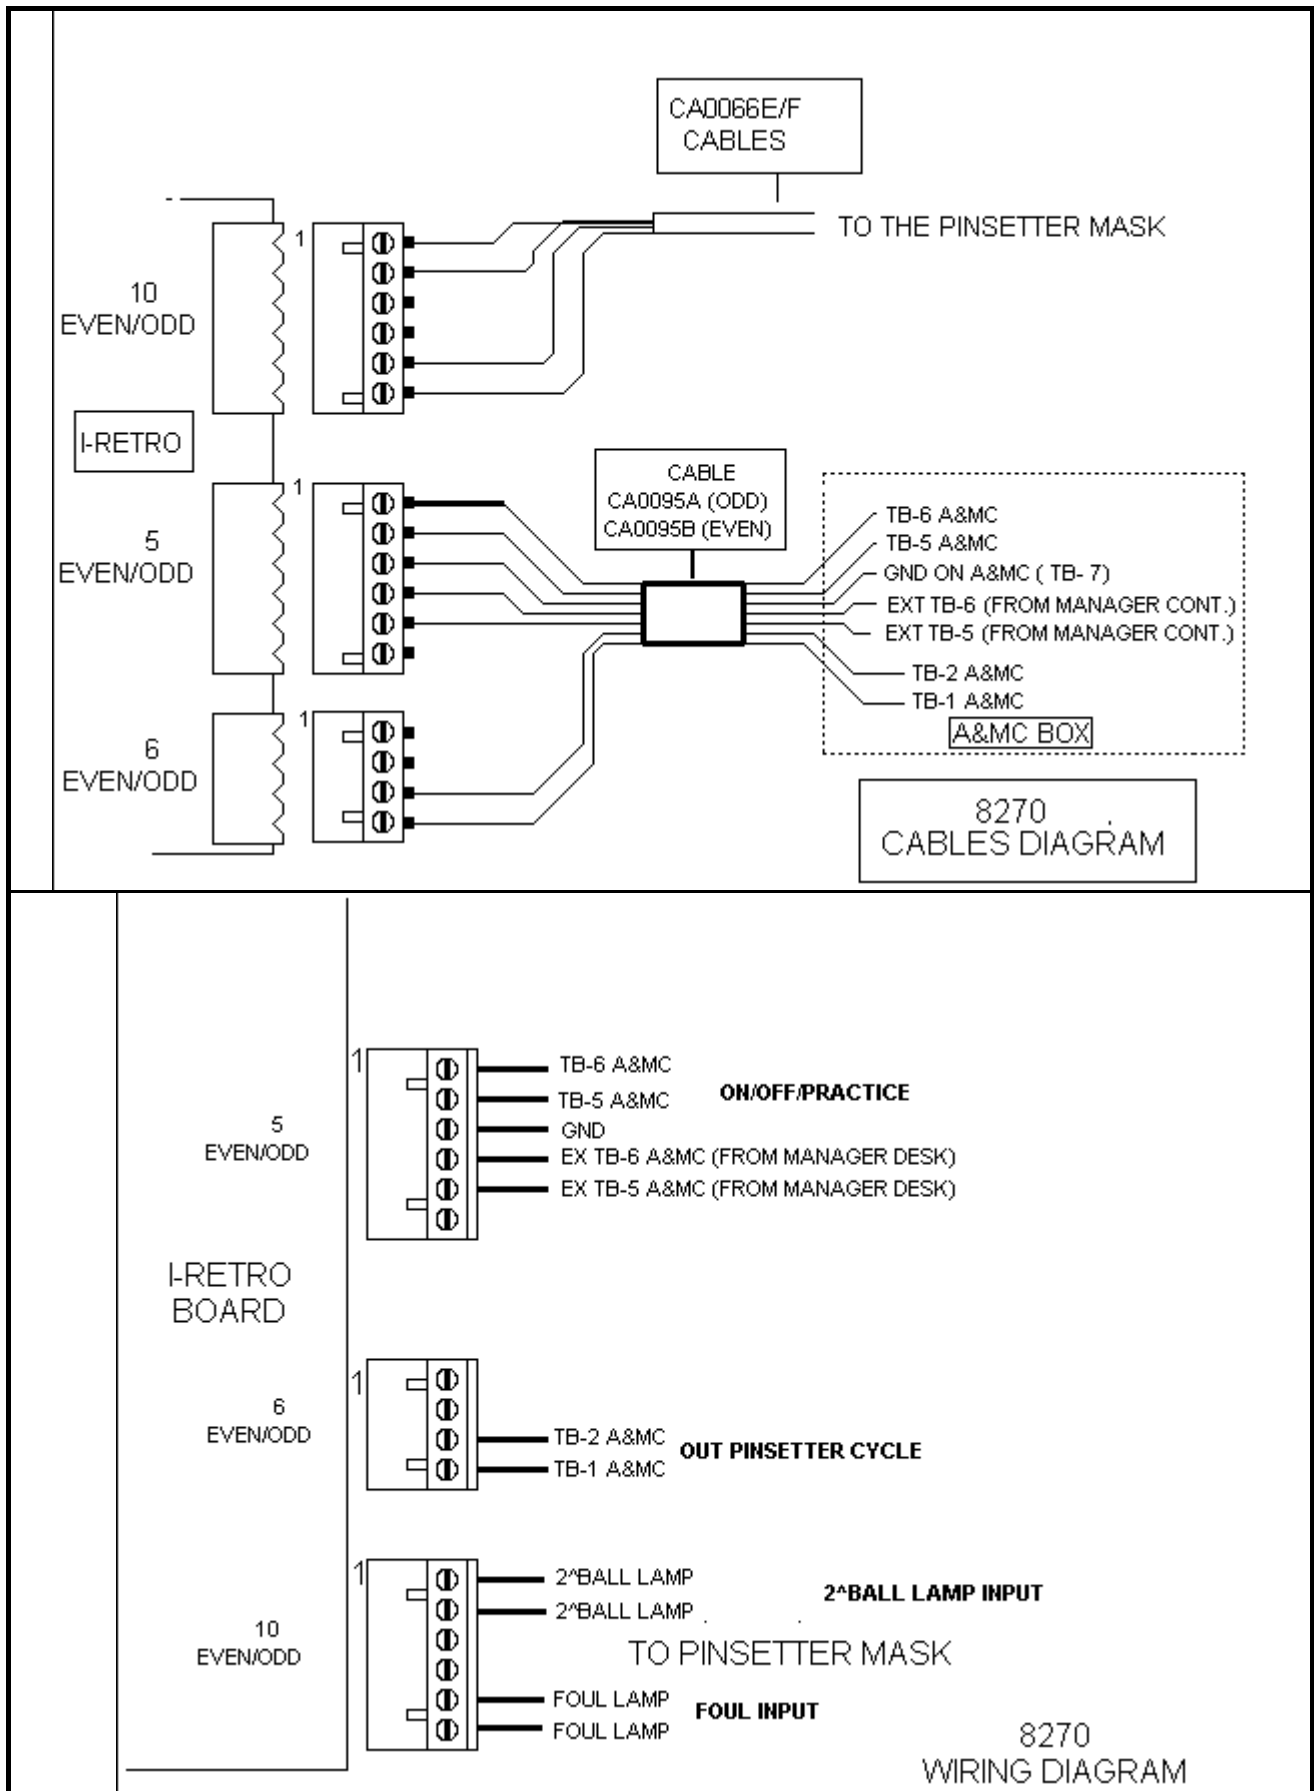 CA0066E/F
CABLES
TO THE PINSETTER MASK
1
10
EVEN/ODD
I-RETRO
1
5
EVEN/ODD
CABLE
CA0095A (ODD)
CA0095B (EVEN)
TB-6 A&MC
TB-5 A&MC
GND ON A&MC ( TB- 7)
EXT TB-6 (FROM MANAGER CONT.)
EXT TB-5 (FROM MANAGER CONT.)
TB-2 A&MC
TB-1 A&MC
A&MC BOX
1
6
EVEN/ODD
8270
CABLES DIAGRAM
1
5
EVEN/ODD
TB-6 A&MC
TB-5 A&MC
ON/OFF/PRACTICE
GND
EX TB-6 A&MC (FROM MANAGER DESK)
EX TB-5 A&MC (FROM MANAGER DESK)
I-RETRO
BOARD
1
6
EVEN/ODD
TB-2 A&MC
TB-1 A&MC
OUT PINSETTER CYCLE
1
10
EVEN/ODD
2^BALL LAMP
2^BALL LAMP
2^BALL LAMP INPUT
TO PINSETTER MASK
FOUL LAMP
FOUL LAMP
FOUL INPUT
8270
WIRING DIAGRAM